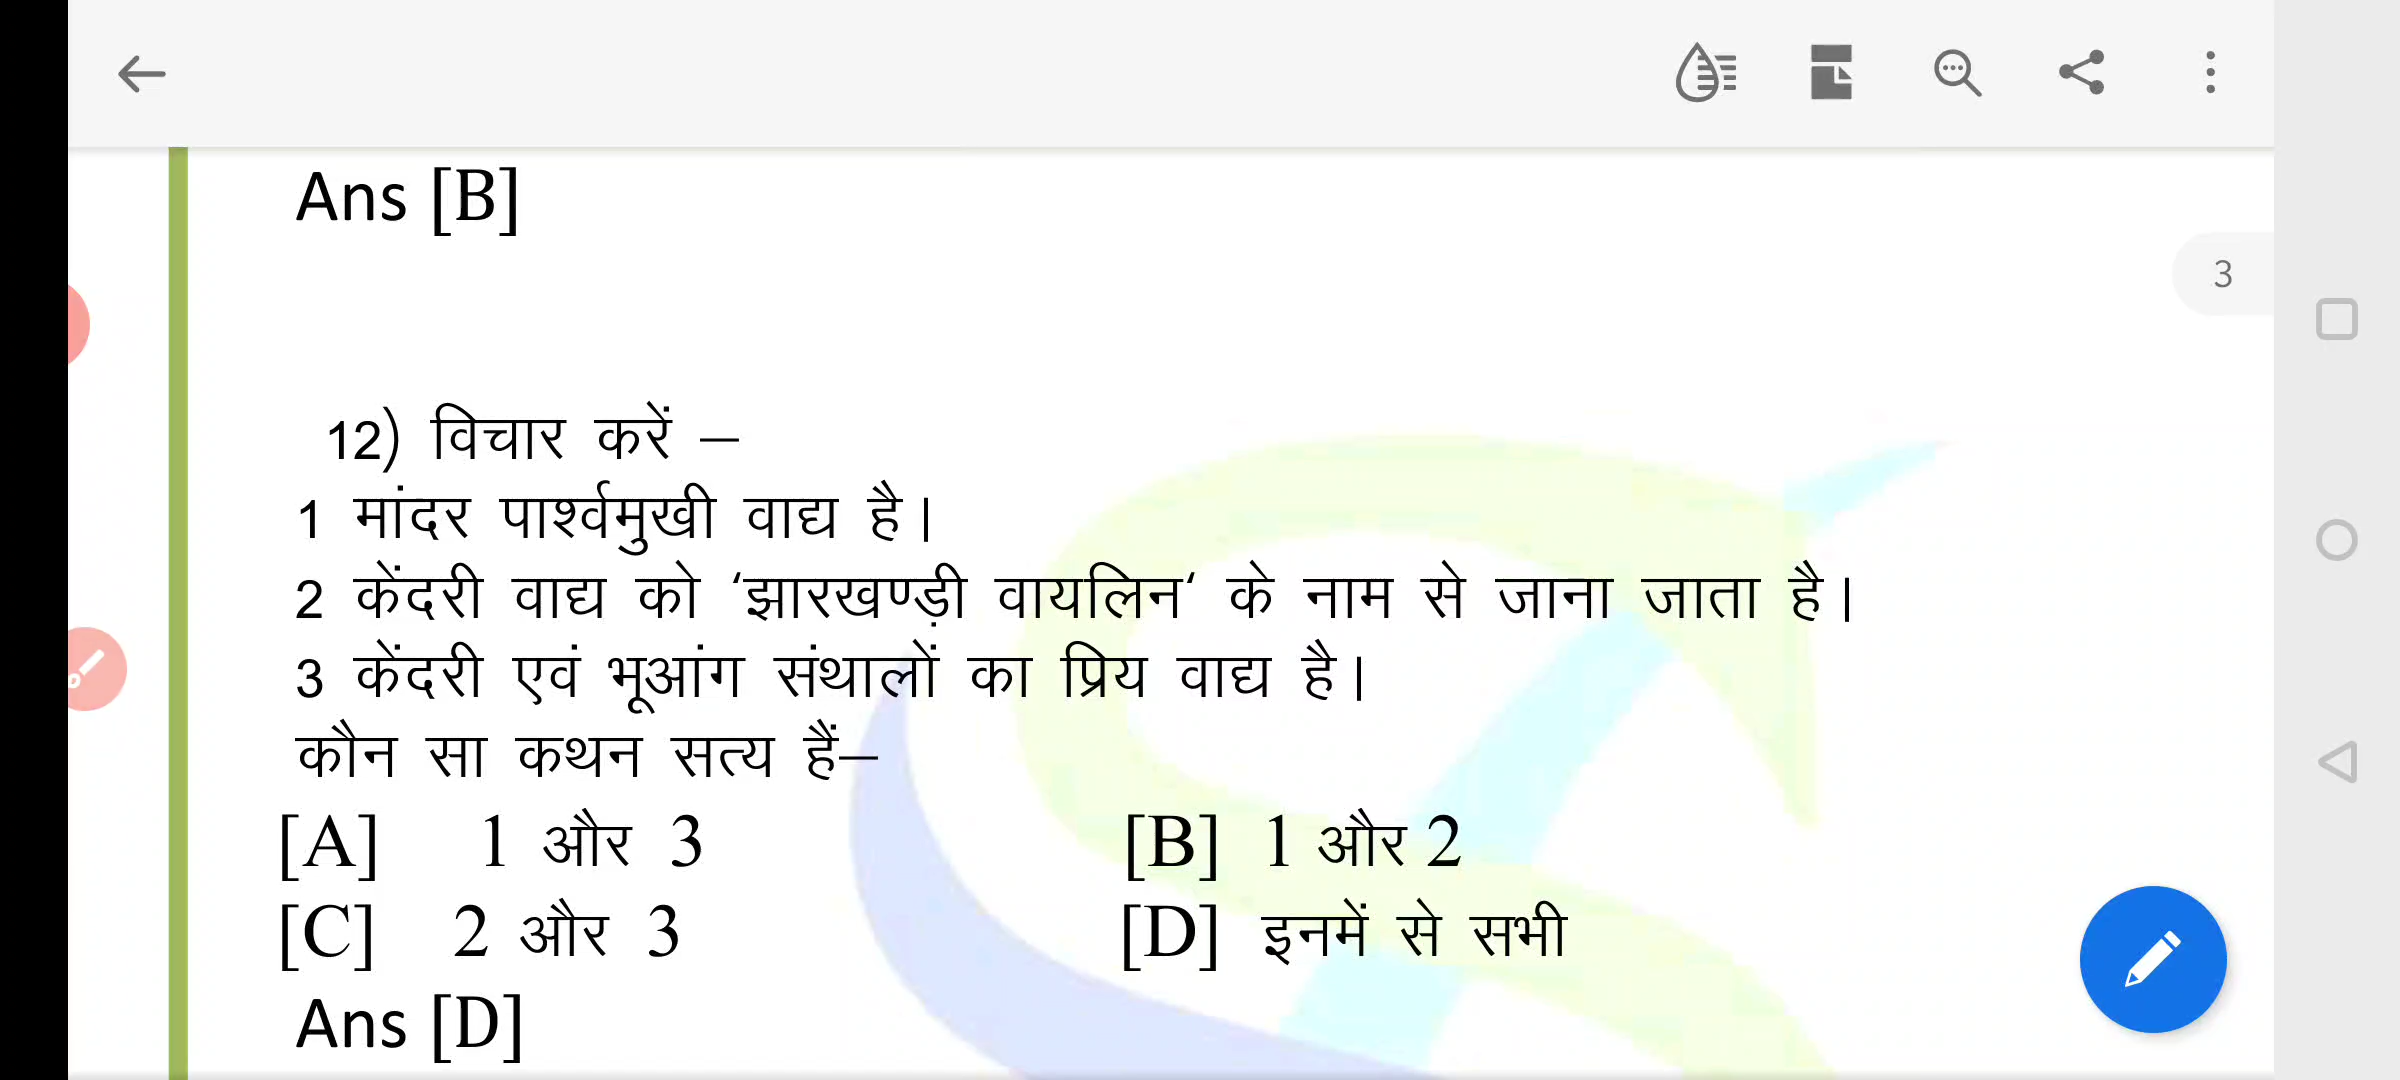 Ans [B]
3
12) विचार करें –
1 मांदर पार्श्वमुखी वाद्य है।
2 केंदरी वाद्य को ‘झारखण्ड़ी वायलिन‘ के नाम से जाना जाता है।
3 केंदरी एवं भूआंग संथालों का प्रिय वाद्य है।
कौन सा कथन सत्य हैं–
[A] 1 और 3 [B] 1 और 2
[C] 2 और 3 [D] इनमें से सभी
Ans [D]